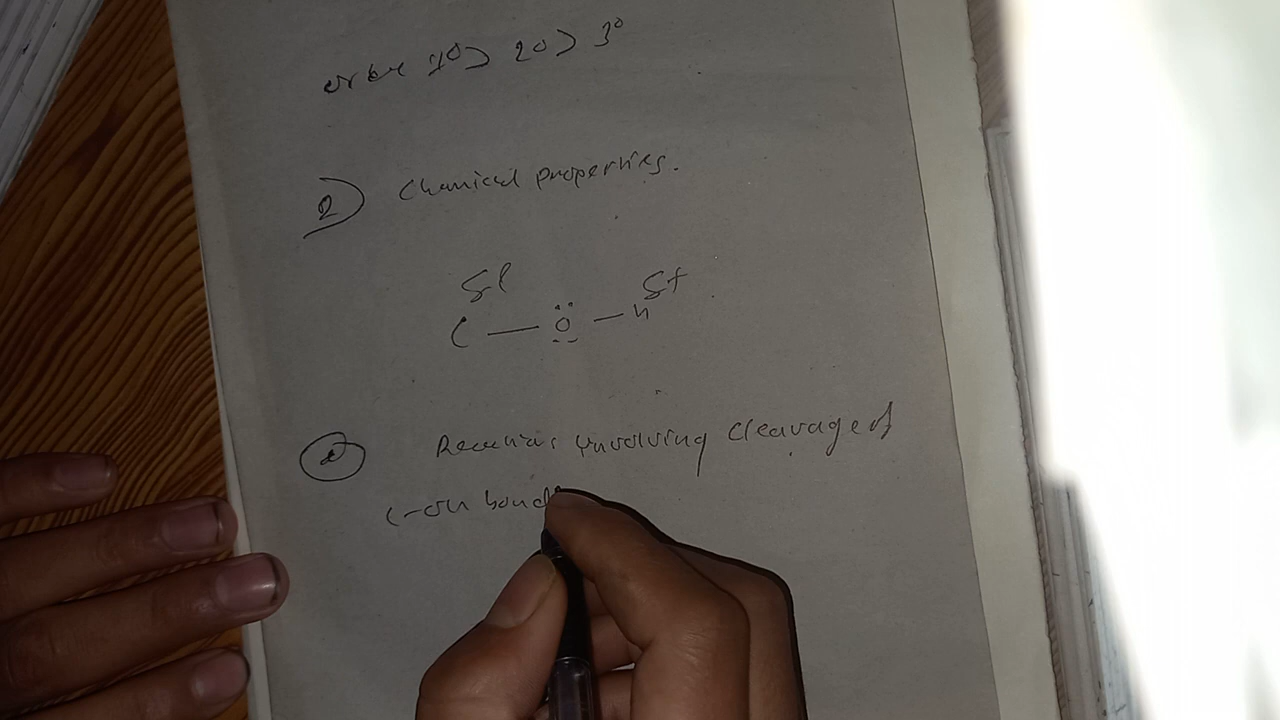 order 1° > 2° > 3°
2) Chemical properties.
δ+ δ+
C — Ö — H
a Reactions involving cleavage of
C-OH bond